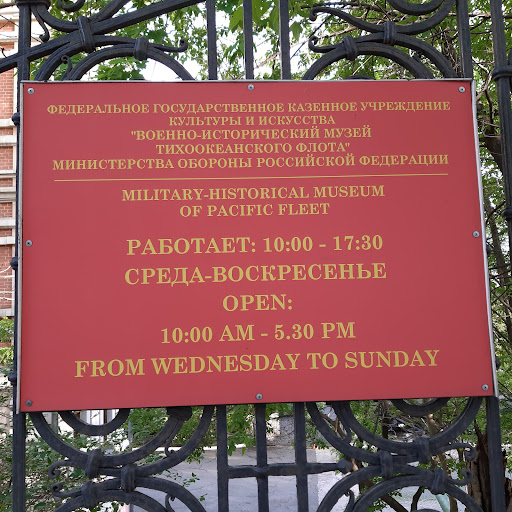 ФЕДЕРАЛЬНОЕ ГОСУДАРСТВЕННОЕ КАЗЕННОЕ УЧРЕЖДЕНИЕ
КУЛЬТУРЫ И ИСКУССТВА
"ВОЕННО-ИСТОРИЧЕСКИЙ МУЗЕЙ
ТИХООКЕАНСКОГО ФЛОТА"
МИНИСТЕРСТВА ОБОРОНЫ РОССИЙСКОЙ ФЕДЕРАЦИИ
MILITARY-HISTORICAL MUSEUM
OF PACIFIC FLEET
РАБОТАЕТ: 10:00 - 17:30
СРЕДА-ВОСКРЕСЕНЬЕ
OPEN:
10:00 AM - 5.30 PM
FROM WEDNESDAY TO SUNDAY